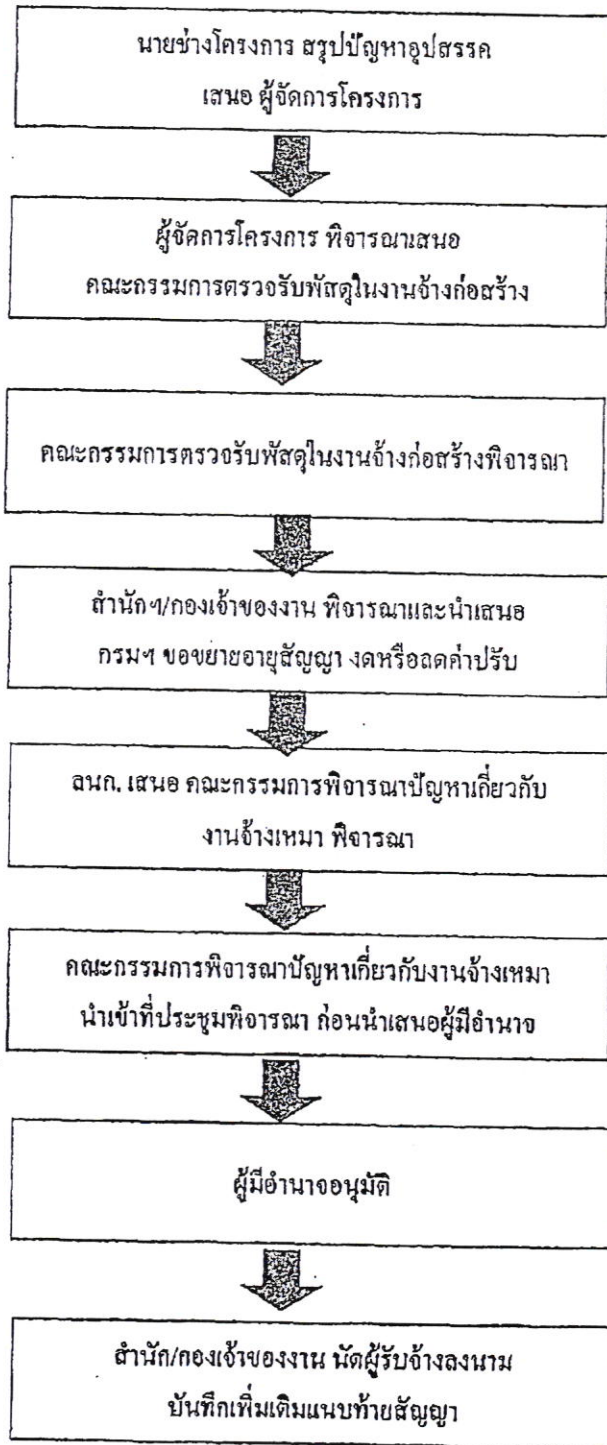 นายช่างโครงการ สรุปปัญหาอุปสรรค
เสนอ ผู้จัดการโครงการ
ผู้จัดการโครงการ พิจารณาเสนอ
คณะกรรมการตรวจรับพัสดุในงานจ้างก่อสร้าง
คณะกรรมการตรวจรับพัสดุในงานจ้างก่อสร้างพิจารณา
สำนักฯ/กองเจ้าของงาน พิจารณาและนำเสนอ
กรมฯ ขอขยายอายุสัญญา งดหรือลดค่าปรับ
ลนก. เสนอ คณะกรรมการพิจารณาปัญหาเกี่ยวกับ
งานจ้างเหมา พิจารณา
คณะกรรมการพิจารณาปัญหาเกี่ยวกับงานจ้างเหมา
นำเข้าที่ประชุมพิจารณา ก่อนนำเสนอผู้มีอำนาจ
ผู้มีอำนาจอนุมัติ
สำนัก/กองเจ้าของงาน นัดผู้รับจ้างลงนาม
บันทึกเพิ่มเติมแนบท้ายสัญญา